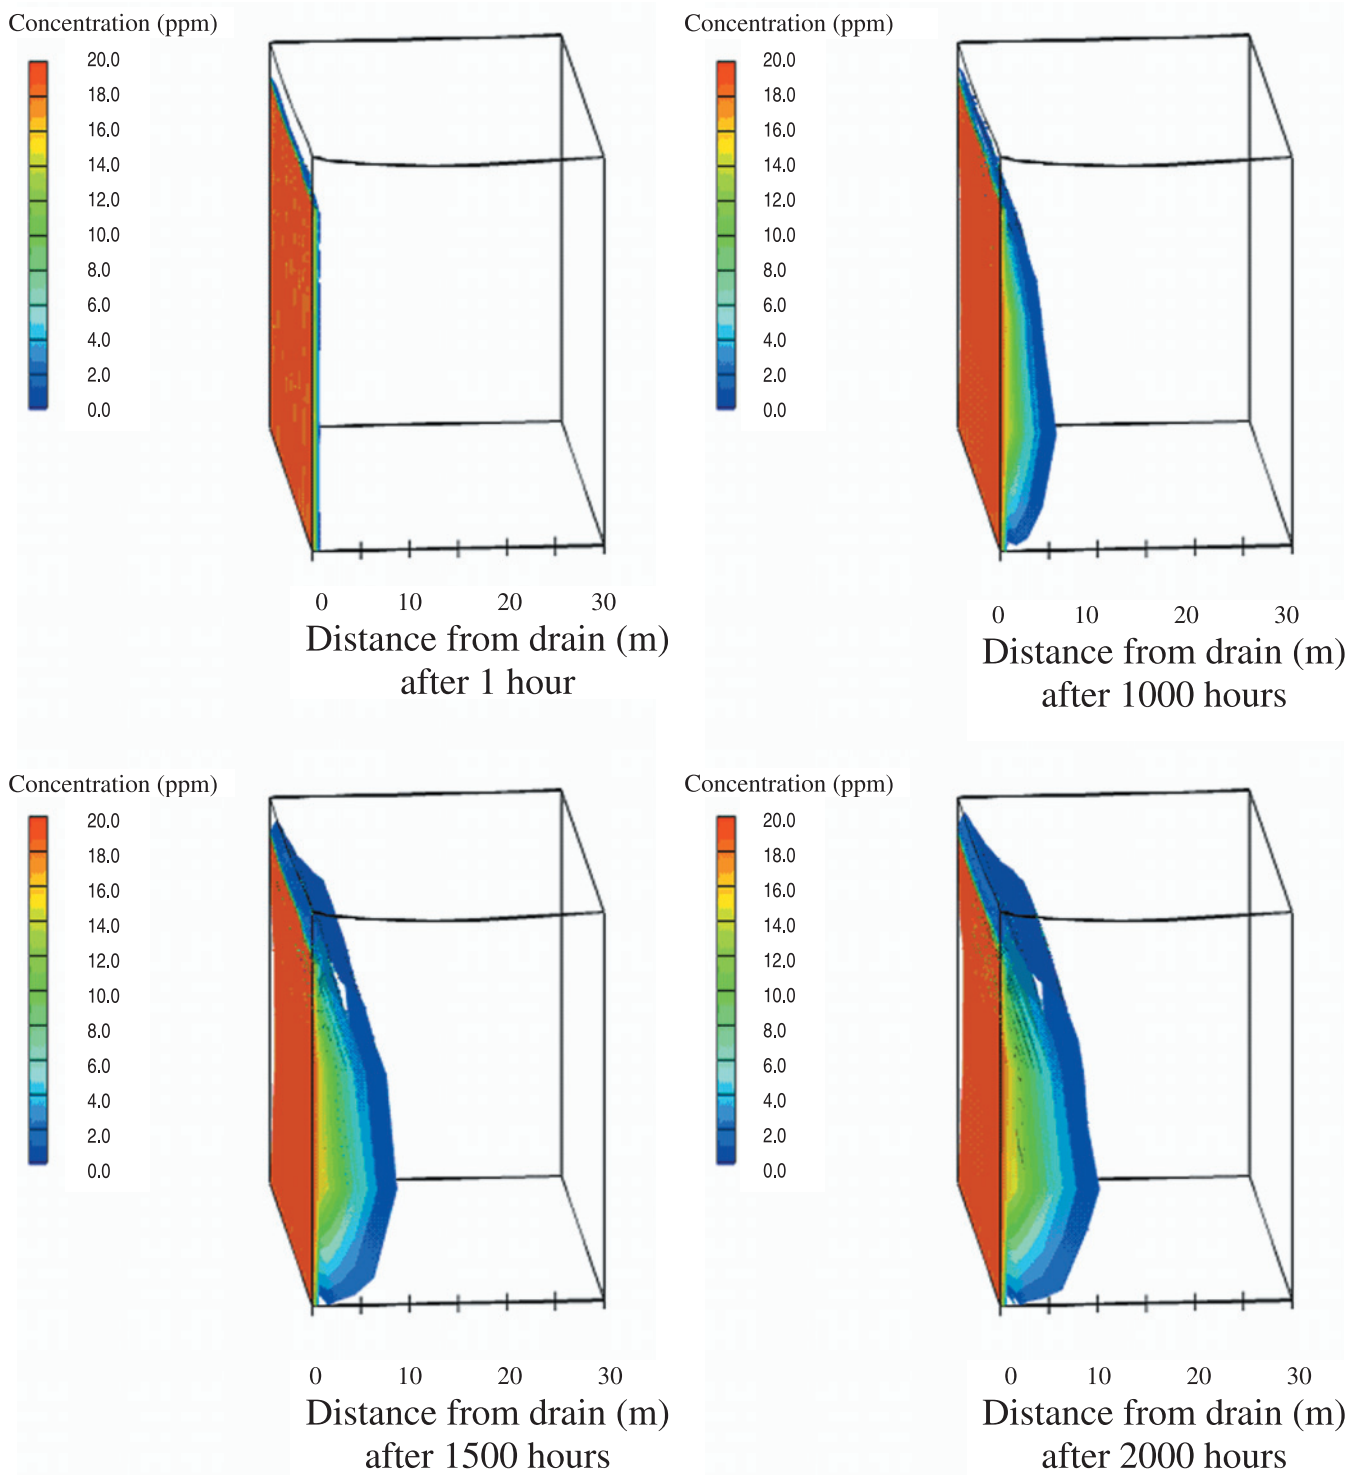 Concentration (ppm)
20.0
18.0
16.0
14.0
12.0
10.0
8.0
6.0
4.0
2.0
0.0
0 10 20 30
Distance from drain (m)
after 1 hour
Concentration (ppm)
20.0
18.0
16.0
14.0
12.0
10.0
8.0
6.0
4.0
2.0
0.0
0 10 20 30
Distance from drain (m)
after 1000 hours
Concentration (ppm)
20.0
18.0
16.0
14.0
12.0
10.0
8.0
6.0
4.0
2.0
0.0
0 10 20 30
Distance from drain (m)
after 1500 hours
Concentration (ppm)
20.0
18.0
16.0
14.0
12.0
10.0
8.0
6.0
4.0
2.0
0.0
0 10 20 30
Distance from drain (m)
after 2000 hours